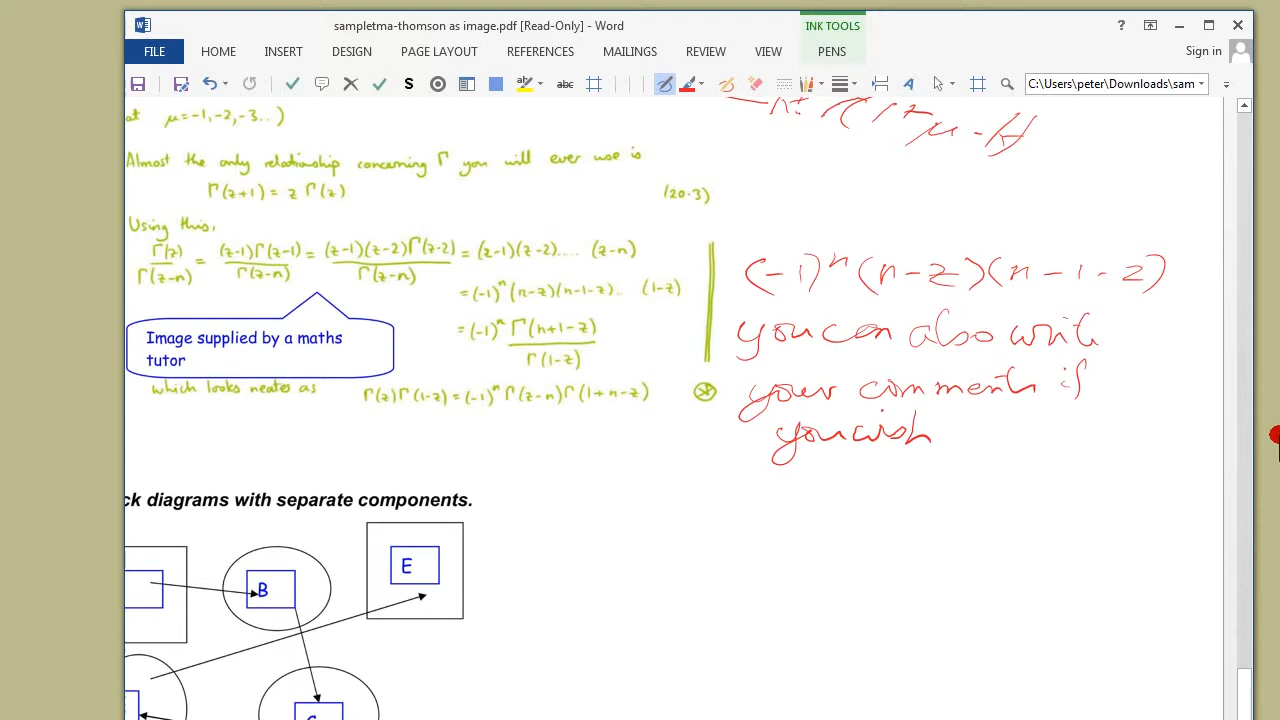 sampletma-thomson as image.pdf [Read-Only] - Word
INK TOOLS
?
FILE HOME INSERT DESIGN PAGE LAYOUT REFERENCES MAILINGS REVIEW VIEW PENS
Sign in
S abc A C:\Users\peter\Downloads\sam
at μ=-1,-2,-3...)
Almost the only relationship concerning Γ you will ever use is
Γ(z+1) = z Γ(z) (20.3)
Using this,
Γ(z)/Γ(z-n) = (z-1)Γ(z-1)/Γ(z-n) = (z-1)(z-2)Γ(z-2)/Γ(z-n) = (z-1)(z-2)..... (z-n)
= (-1)^n (n-z)(n-1-z).. (1-z)
= (-1)^n Γ(n+1-z)/Γ(1-z)
Image supplied by a maths
tutor
which looks neater as Γ(z)Γ(1-z) = (-1)^n Γ(z-n)Γ(1+n-z)
(-1)^n (n-z)(n-1-z)
you can also write
your comments if
you wish
ck diagrams with separate components.
E
B